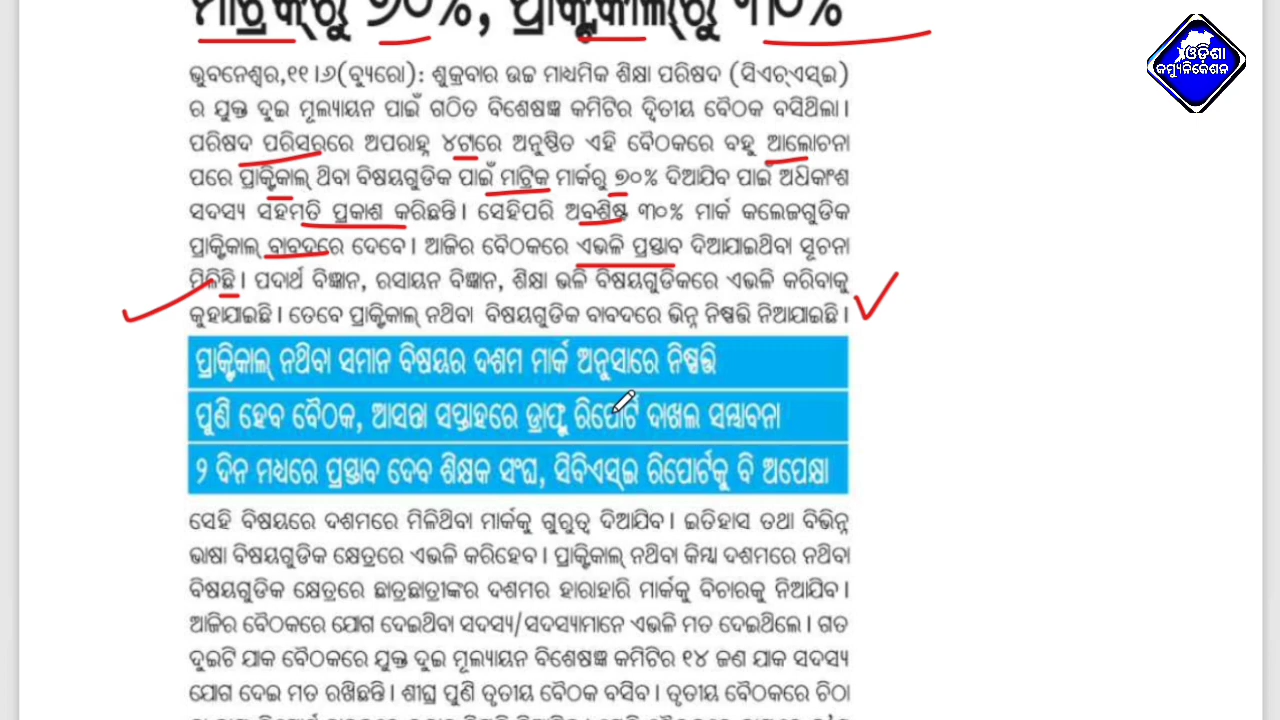 ମାଟ୍ରିକ୍‌ରୁ ୭୦%, ପ୍ରାକ୍ଟିକାଲ୍‌ରୁ ୩୦%
ଓଡ଼ିଶା
କମ୍ୟୁନିକେଶନ
ଭୁବନେଶ୍ୱର,୧୧।୬(ବ୍ୟୁରୋ): ଶୁକ୍ରବାର ଉଚ୍ଚ ମାଧ୍ୟମିକ ଶିକ୍ଷା ପରିଷଦ (ସିଏଚ୍‌ଏସ୍‌ଇ)
ର ଯୁକ୍ତ ଦୁଇ ମୂଲ୍ୟାୟନ ପାଇଁ ଗଠିତ ବିଶେଷଜ୍ଞ କମିଟିର ଦ୍ୱିତୀୟ ବୈଠକ ବସିଥିଲା।
ପରିଷଦ ପରିସରରେ ଅପରାହ୍ନ ୪ଟାରେ ଅନୁଷ୍ଠିତ ଏହି ବୈଠକରେ ବହୁ ଆଲୋଚନା
ପରେ ପ୍ରାକ୍ଟିକାଲ୍ ଥିବା ବିଷୟଗୁଡିକ ପାଇଁ ମାଟ୍ରିକ ମାର୍କରୁ ୭୦% ଦିଆଯିବ ପାଇଁ ଅଧିକାଂଶ
ସଦସ୍ୟ ସହମତି ପ୍ରକାଶ କରିଛନ୍ତି। ସେହିପରି ଅବଶିଷ୍ଟ ୩୦% ମାର୍କ କଲେଜଗୁଡିକ
ପ୍ରାକ୍ଟିକାଲ୍ ବାବଦରେ ଦେବେ। ଆଜିର ବୈଠକରେ ଏଭଳି ପ୍ରସ୍ତାବ ଦିଆଯାଇଥିବା ସୂଚନା
ମିଳିଛି। ପଦାର୍ଥ ବିଜ୍ଞାନ, ରସାୟନ ବିଜ୍ଞାନ, ଶିକ୍ଷା ଭଳି ବିଷୟଗୁଡିକରେ ଏଭଳି କରିବାକୁ
କୁହାଯାଇଛି। ତେବେ ପ୍ରାକ୍ଟିକାଲ୍ ନଥିବା ବିଷୟଗୁଡିକ ବାବଦରେ ଭିନ୍ନ ନିଷ୍ପତ୍ତି ନିଆଯାଇଛି।
ପ୍ରାକ୍ଟିକାଲ୍ ନଥିବା ସମାନ ବିଷୟର ଦଶମ ମାର୍କ ଅନୁସାରେ ନିଷ୍ପତ୍ତି
ପୁଣି ହେବ ବୈଠକ, ଆସନ୍ତା ସପ୍ତାହରେ ଡ୍ରାଫ୍ଟ ରିପୋର୍ଟ ଦାଖଲ ସମ୍ଭାବନା
୨ ଦିନ ମଧ୍ୟରେ ପ୍ରସ୍ତାବ ଦେବ ଶିକ୍ଷକ ସଂଘ, ସିବିଏସ୍‌ଇ ରିପୋର୍ଟକୁ ବି ଅପେକ୍ଷା
ସେହି ବିଷୟରେ ଦଶମରେ ମିଳିଥିବା ମାର୍କକୁ ଗୁରୁତ୍ୱ ଦିଆଯିବ। ଇତିହାସ ତଥା ବିଭିନ୍ନ
ଭାଷା ବିଷୟଗୁଡିକ କ୍ଷେତ୍ରରେ ଏଭଳି କରିହେବ। ପ୍ରାକ୍ଟିକାଲ୍ ନଥିବା କିମ୍ବା ଦଶମରେ ନଥିବା
ବିଷୟଗୁଡିକ କ୍ଷେତ୍ରରେ ଛାତ୍ରଛାତ୍ରୀଙ୍କର ଦଶମର ହାରାହାରି ମାର୍କକୁ ବିଚାରକୁ ନିଆଯିବ।
ଆଜିର ବୈଠକରେ ଯୋଗ ଦେଇଥିବା ସଦସ୍ୟ/ସଦସ୍ୟାମାନେ ଏଭଳି ମତ ଦେଇଥିଲେ। ଗତ
ଦୁଇଟି ଯାକ ବୈଠକରେ ଯୁକ୍ତ ଦୁଇ ମୂଲ୍ୟାୟନ ବିଶେଷଜ୍ଞ କମିଟିର ୧୪ ଜଣ ଯାକ ସଦସ୍ୟ
ଯୋଗ ଦେଇ ମତ ରଖିଛନ୍ତି। ଶୀଘ୍ର ପୁଣି ତୃତୀୟ ବୈଠକ ବସିବ। ତୃତୀୟ ବୈଠକରେ ଚିଠା